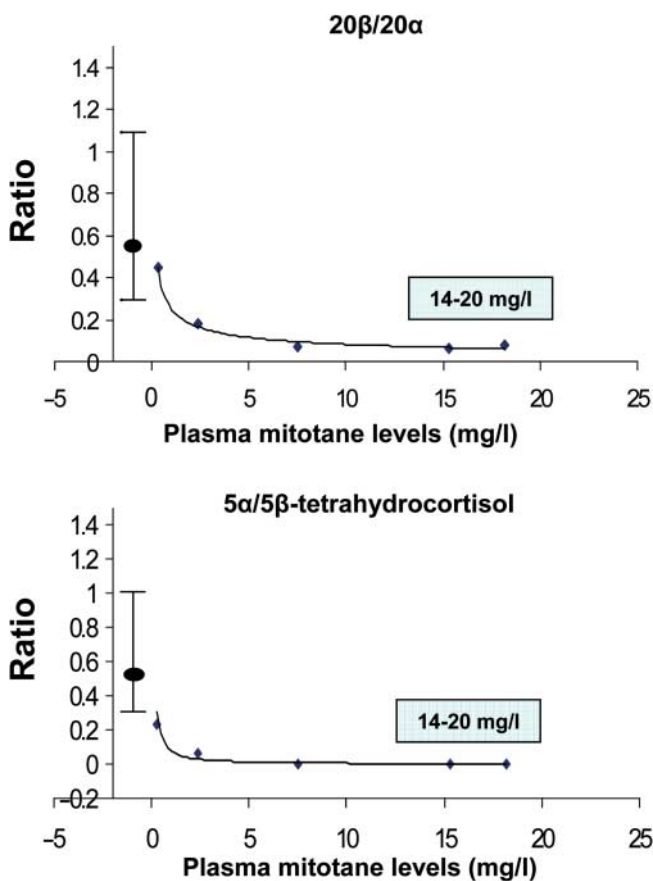 20β/20α
1.4
1.2
1
0.8
0.6
0.4
0.2
0
Ratio
14-20 mg/l
–5 0 5 10 15 20 25
Plasma mitotane levels (mg/l)
5α/5β-tetrahydrocortisol
1.4
1.2
1
0.8
0.6
0.4
0.2
0
–0.2
Ratio
14-20 mg/l
–5 0 5 10 15 20 25
Plasma mitotane levels (mg/l)